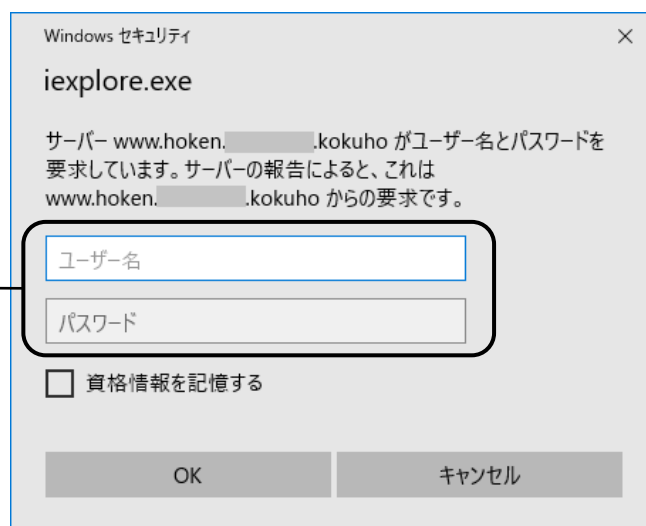 Windows セキュリティ
iexplore.exe
サーバー www.hoken. .kokuho がユーザー名とパスワードを
要求しています。サーバーの報告によると、これは
www.hoken. .kokuho からの要求です。
ユーザー名
パスワード
資格情報を記憶する
OK キャンセル